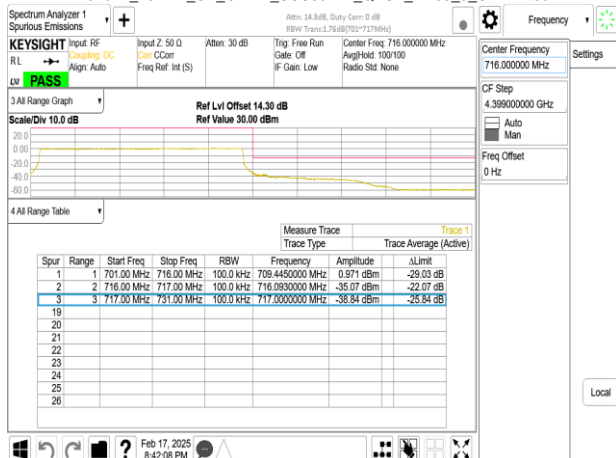 Spectrum Analyzer 1
Spurious Emissions
Attn: 14.3dB, Duty Corr: 0 dB
RBW Trans:1.76dB(701~717MHz)
Frequency
KEYSIGHT
Input: RF
Input Z: 50 Ω
Atten: 30 dB
Trig: Free Run
Center Freq: 716.000000 MHz
RL
Coupling: DC
Corr CCorr
Gate: Off
Avg|Hold: 100/100
Align: Auto
Freq Ref: Int (S)
IF Gain: Low
Radio Std: None
LXI
PASS
Center Frequency
716.000000 MHz
Settings
CF Step
4.399000000 GHz
Auto
Man
Freq Offset
0 Hz
3 All Range Graph
Ref Lvl Offset 14.30 dB
Scale/Div 10.0 dB
Ref Value 30.00 dBm
20.0
0.00
-20.0
-40.0
-60.0
4 All Range Table
Measure Trace Trace 1
Trace Type Trace Average (Active)
Spur Range Start Freq Stop Freq RBW Frequency Amplitude ΔLimit
1 1 701.00 MHz 716.00 MHz 100.0 kHz 709.4450000 MHz 0.971 dBm -29.03 dB
2 2 716.00 MHz 717.00 MHz 100.0 kHz 716.0930000 MHz -35.07 dBm -22.07 dB
3 3 717.00 MHz 731.00 MHz 100.0 kHz 717.0000000 MHz -38.84 dBm -25.84 dB
19
20
21
22
23
24
25
26
Local
?
Feb 17, 2025
8:42:08 PM